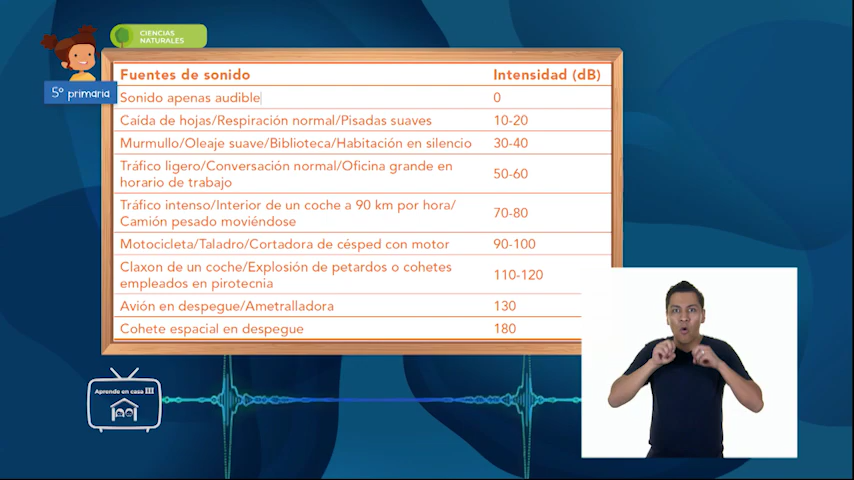 CIENCIAS
NATURALES
5º primaria
Fuentes de sonido Intensidad (dB)
Sonido apenas audible 0
Caída de hojas/Respiración normal/Pisadas suaves 10-20
Murmullo/Oleaje suave/Biblioteca/Habitación en silencio 30-40
Tráfico ligero/Conversación normal/Oficina grande en
horario de trabajo 50-60
Tráfico intenso/Interior de un coche a 90 km por hora/
Camión pesado moviéndose 70-80
Motocicleta/Taladro/Cortadora de césped con motor 90-100
Claxon de un coche/Explosión de petardos o cohetes
empleados en pirotecnia 110-120
Avión en despegue/Ametralladora 130
Cohete espacial en despegue 180
Aprende en casa III